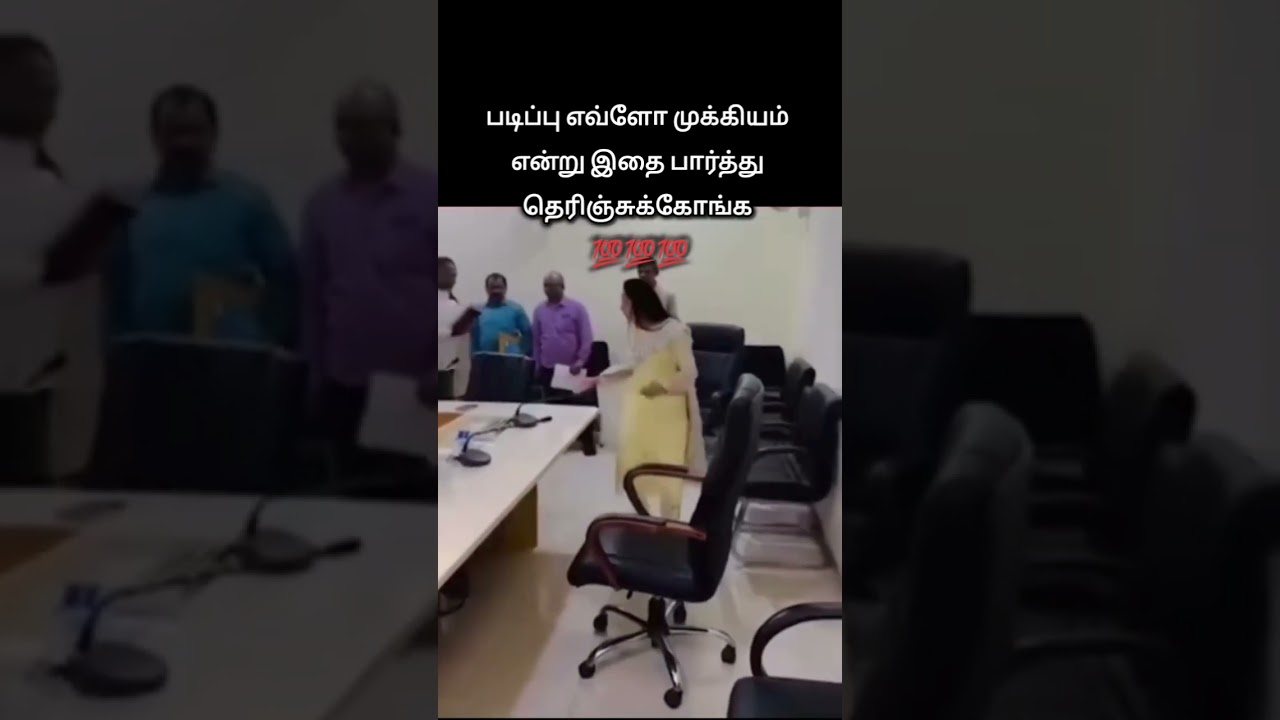 படிப்பு எவ்ளோ முக்கியம்
என்று இதை பார்த்து
தெரிஞ்சுக்கோங்க
💯💯💯